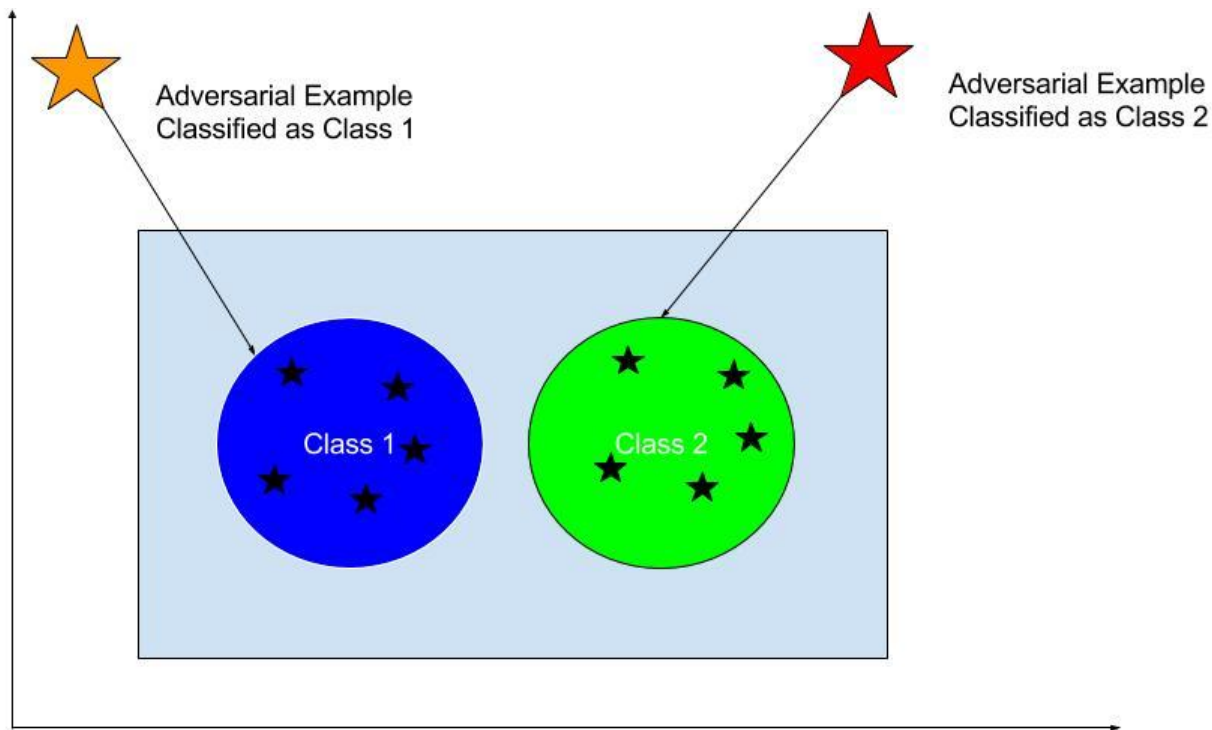 Adversarial Example
Classified as Class 1
Adversarial Example
Classified as Class 2
Class 1
Class 2